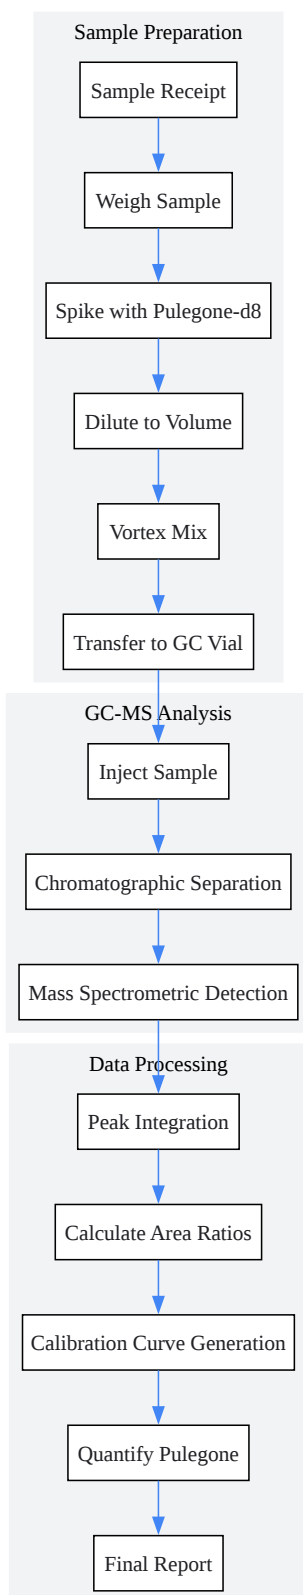 Sample Preparation
Sample Receipt
Weigh Sample
Spike with Pulegone-d8
Dilute to Volume
Vortex Mix
Transfer to GC Vial
GC-MS Analysis
Inject Sample
Chromatographic Separation
Mass Spectrometric Detection
Data Processing
Peak Integration
Calculate Area Ratios
Calibration Curve Generation
Quantify Pulegone
Final Report